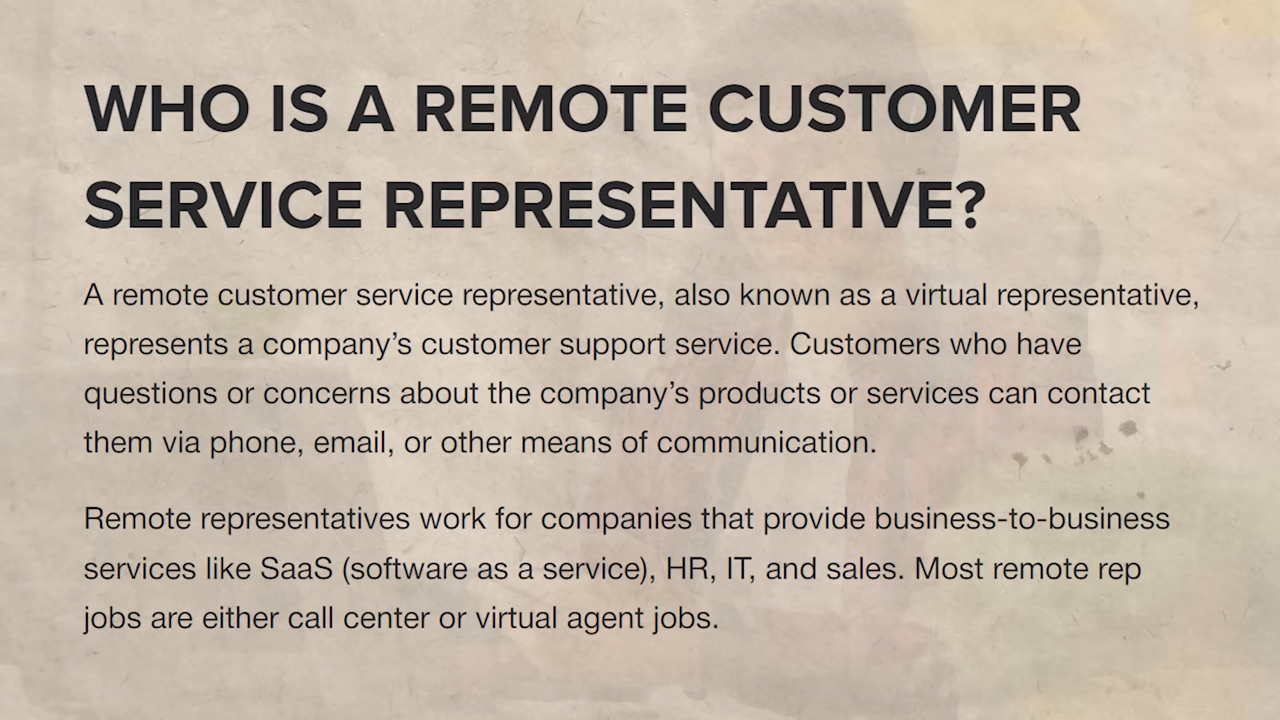 WHO IS A REMOTE CUSTOMER
SERVICE REPRESENTATIVE?
A remote customer service representative, also known as a virtual representative,
represents a company’s customer support service. Customers who have
questions or concerns about the company’s products or services can contact
them via phone, email, or other means of communication.
Remote representatives work for companies that provide business-to-business
services like SaaS (software as a service), HR, IT, and sales. Most remote rep
jobs are either call center or virtual agent jobs.